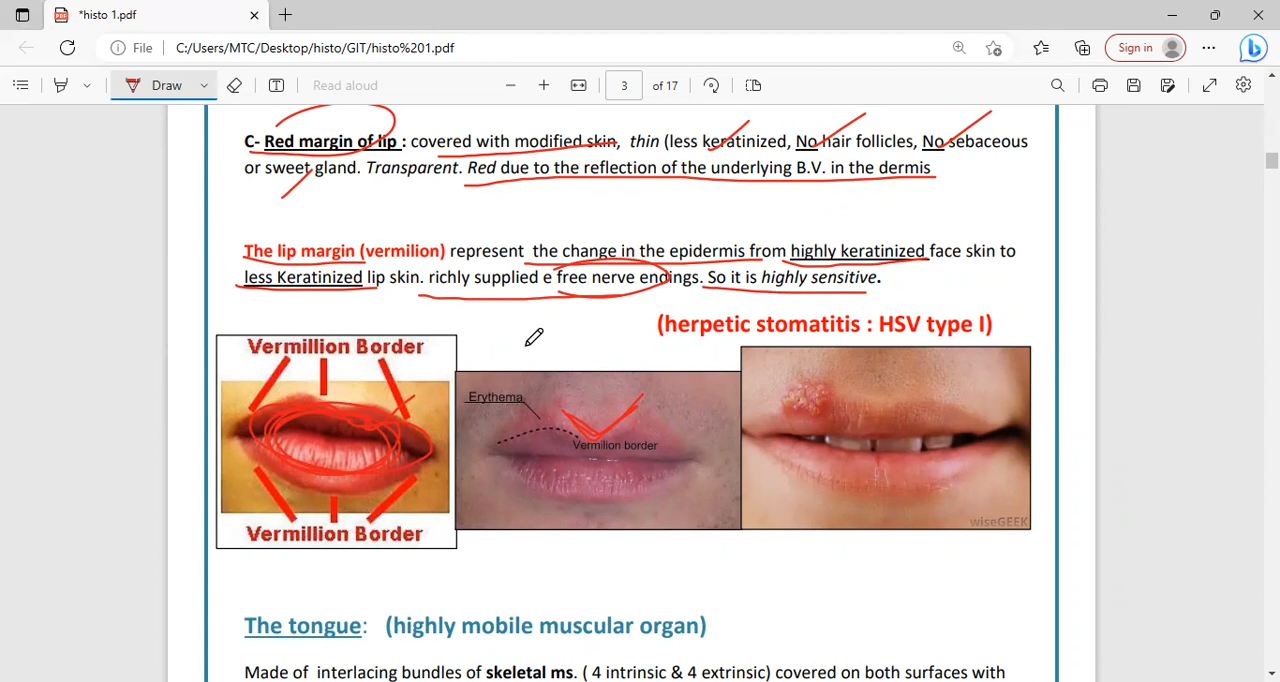 *histo 1.pdf
File C:/Users/MTC/Desktop/histo/GIT/histo%201.pdf Sign in
Draw Read aloud 3 of 17
C- Red margin of lip : covered with modified skin, thin (less keratinized, No hair follicles, No sebaceous
or sweet gland. Transparent. Red due to the reflection of the underlying B.V. in the dermis
The lip margin (vermilion) represent the change in the epidermis from highly keratinized face skin to
less Keratinized lip skin. richly supplied e free nerve endings. So it is highly sensitive.
(herpetic stomatitis : HSV type I)
Vermillion Border
Erythema
Vermilion border
wiseGEEK
Vermillion Border
The tongue: (highly mobile muscular organ)
Made of interlacing bundles of skeletal ms. ( 4 intrinsic & 4 extrinsic) covered on both surfaces with